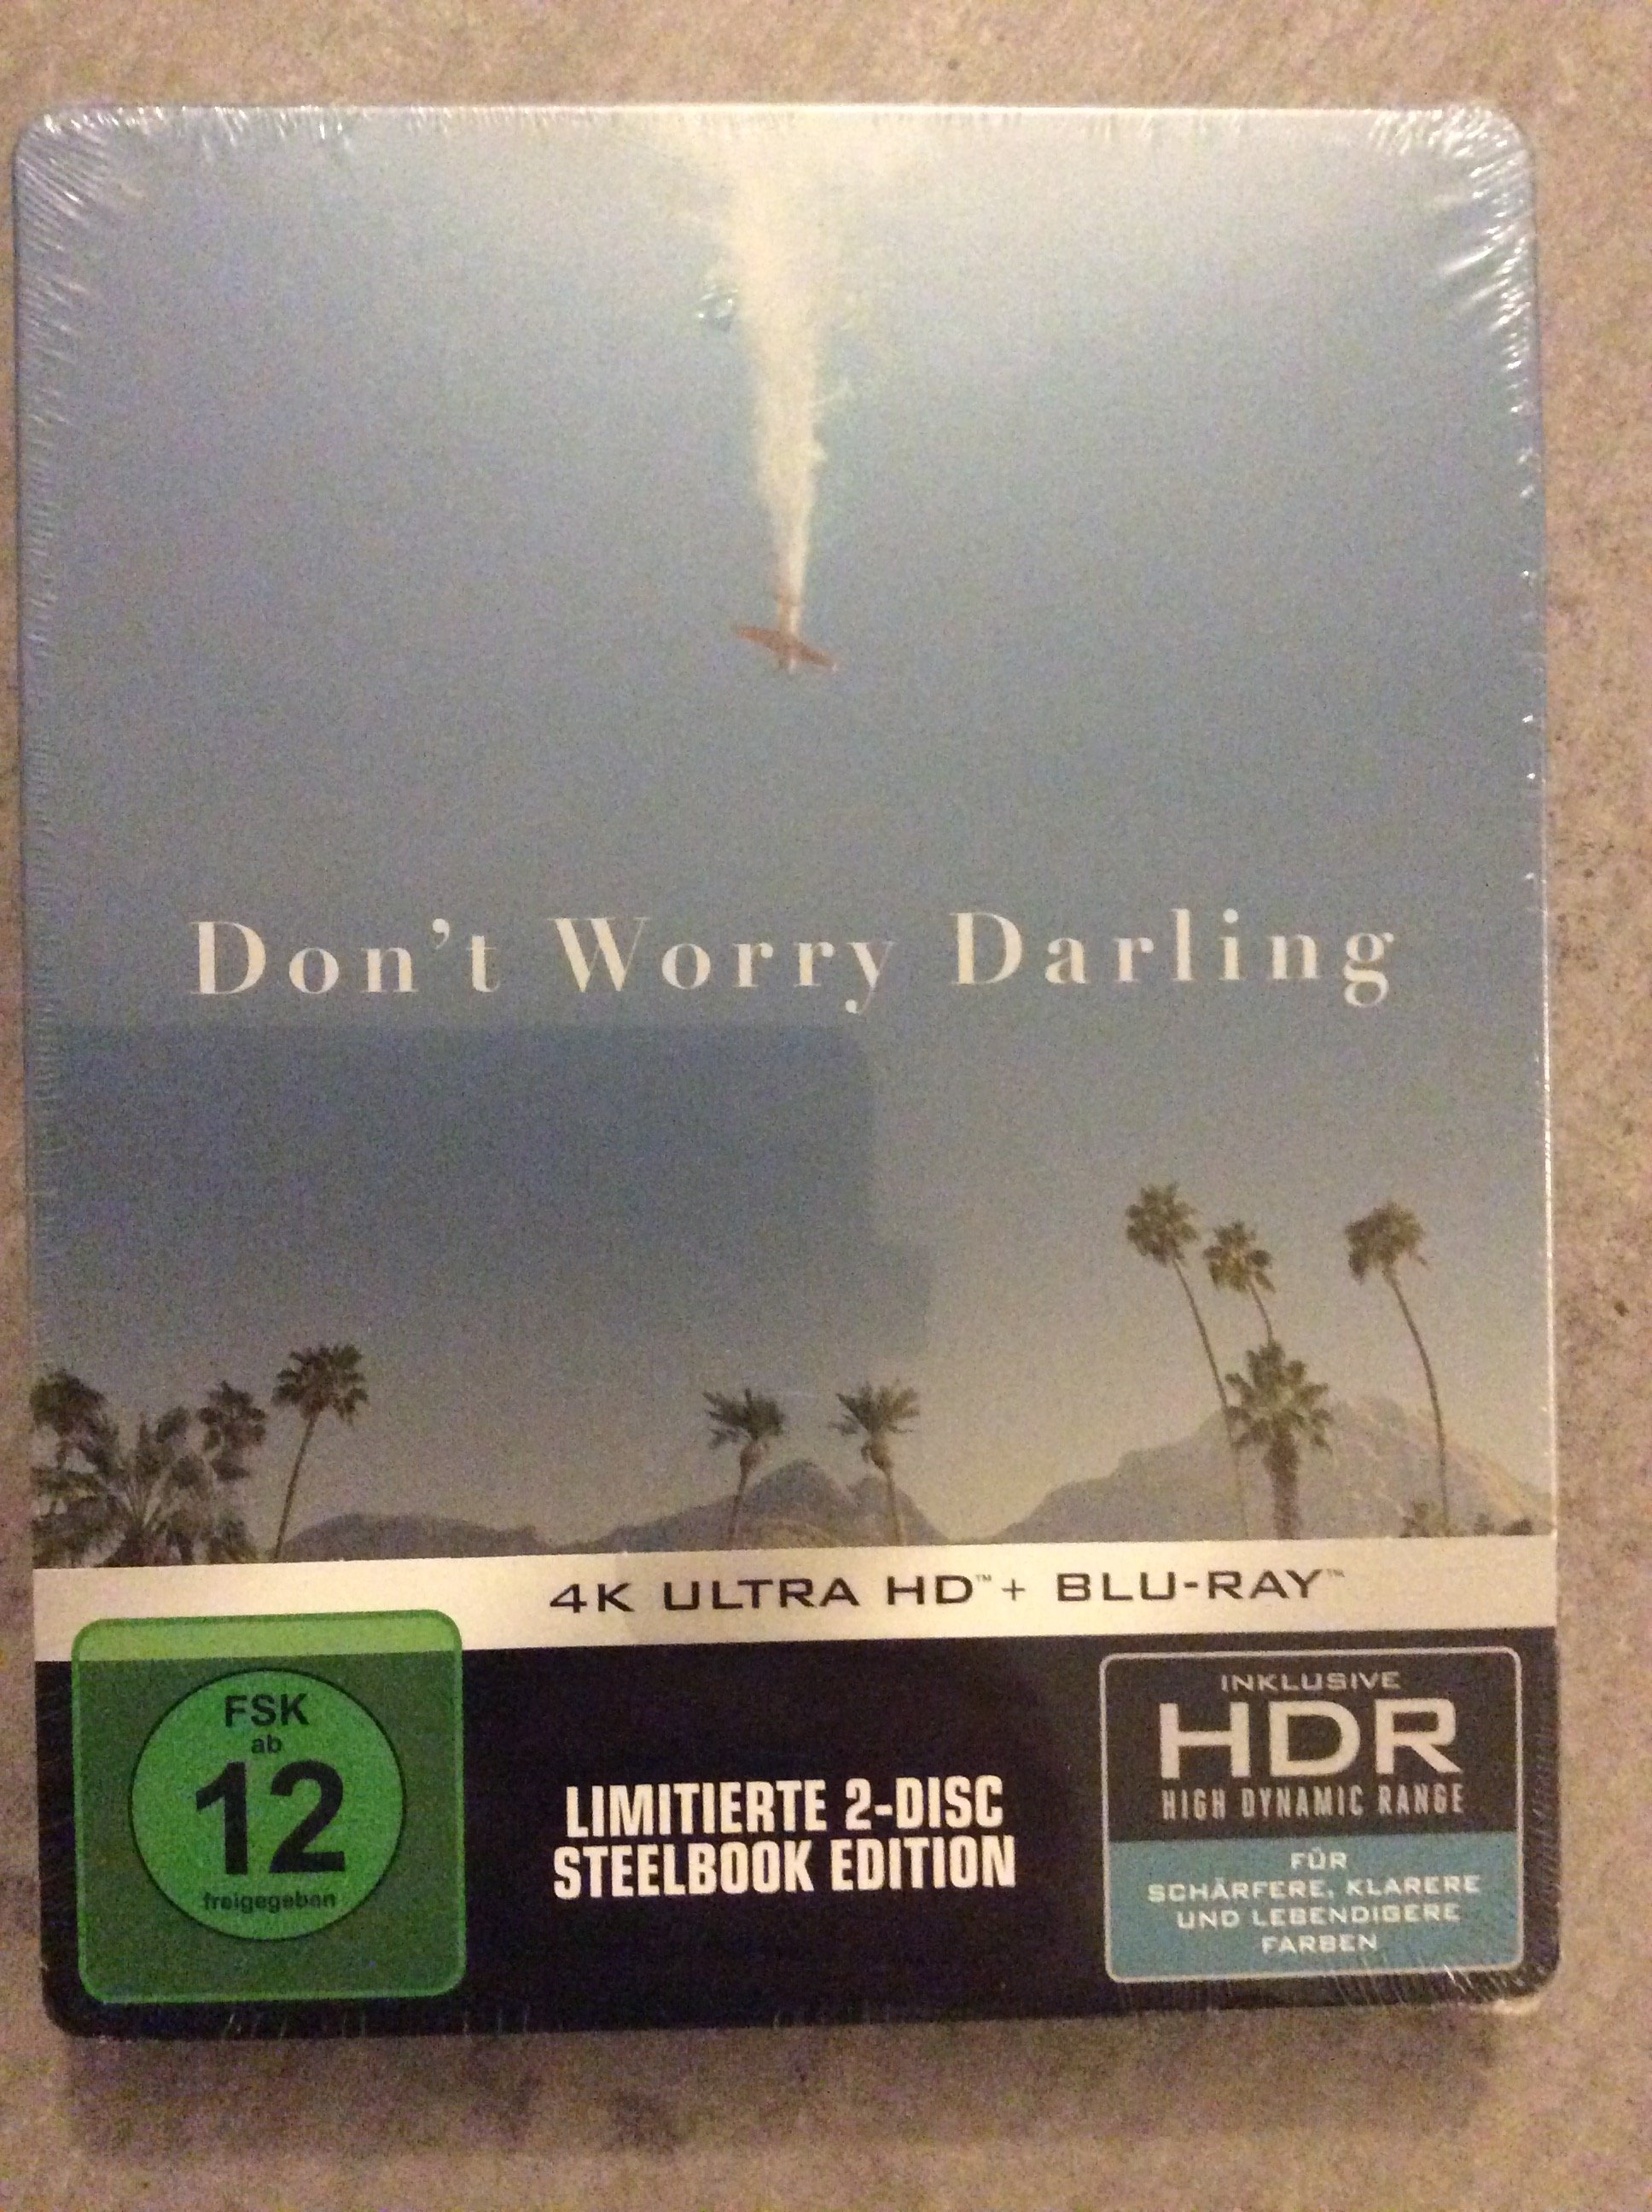 Don't Worry Darling
4K ULTRA HD™ + BLU-RAY™
FSK
ab
12
freigegeben
LIMITIERTE 2-DISC
STEELBOOK EDITION
INKLUSIVE
HDR
HIGH DYNAMIC RANGE
FÜR
SCHÄRFERE, KLARERE
UND LEBENDIGERE
FARBEN